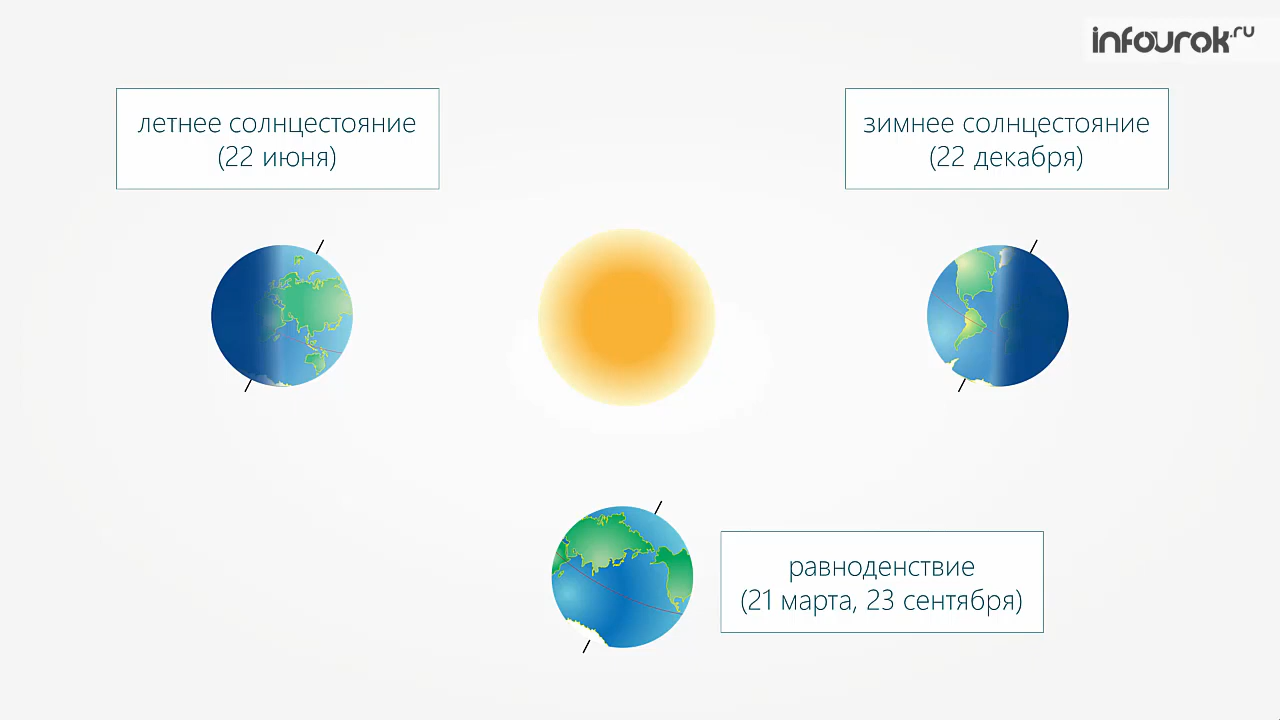 infourok.ru
летнее солнцестояние
(22 июня)
зимнее солнцестояние
(22 декабря)
равноденствие
(21 марта, 23 сентября)